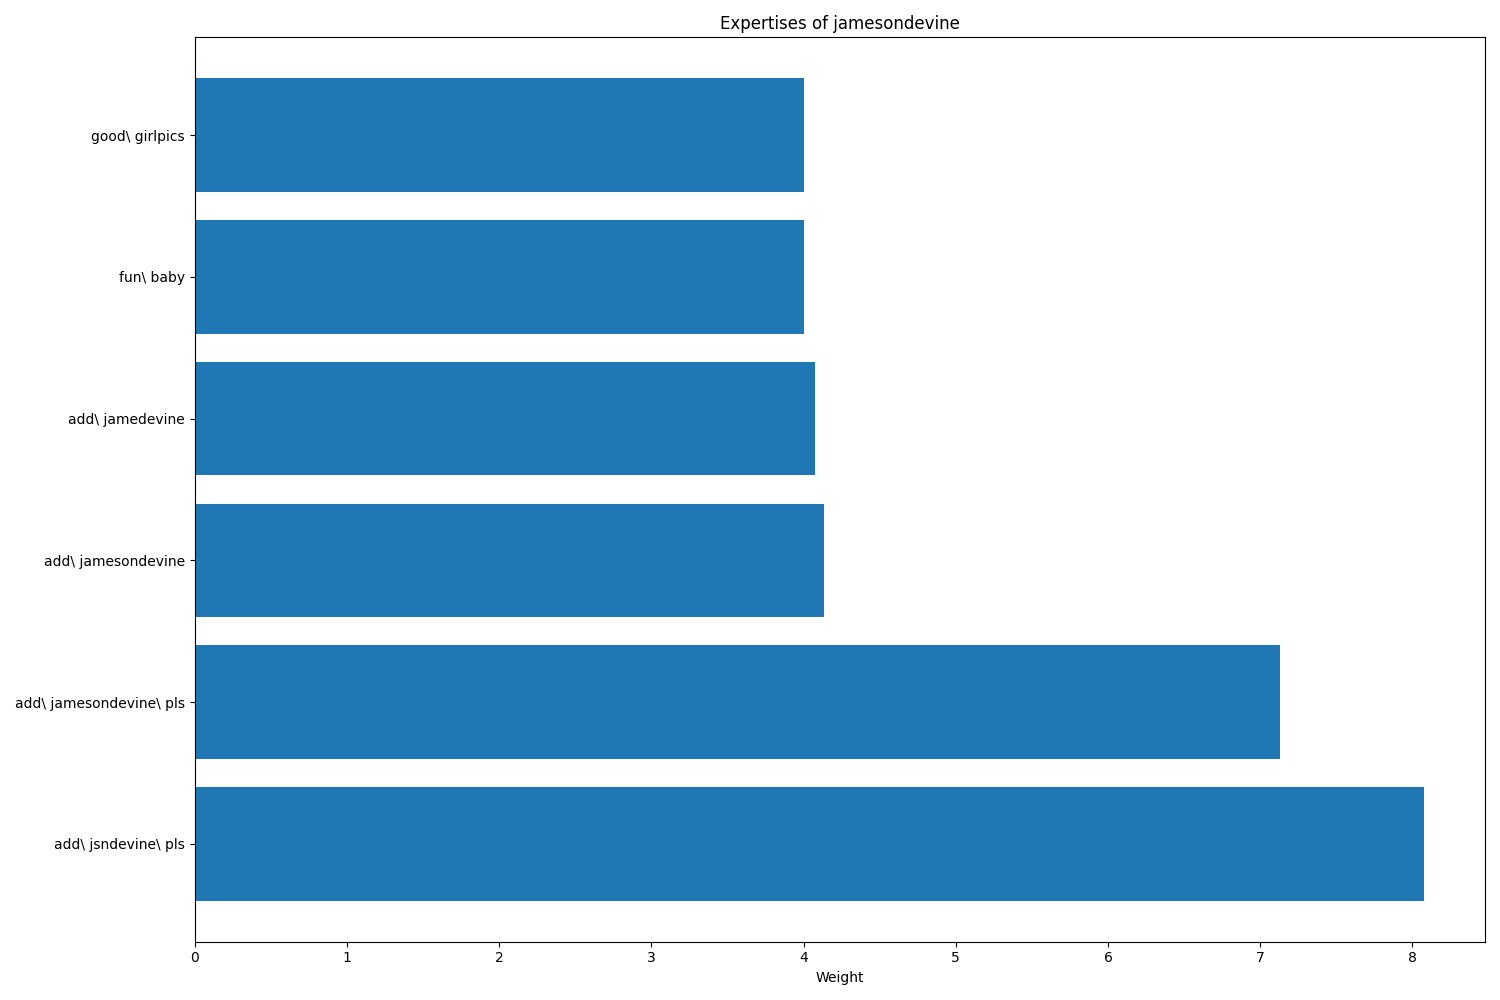 Expertises of jamesondevine
good\ girlpics
fun\ baby
add\ jamedevine
add\ jamesondevine
add\ jamesondevine\ pls
add\ jsndevine\ pls
0 1 2 3 4 5 6 7 8
Weight